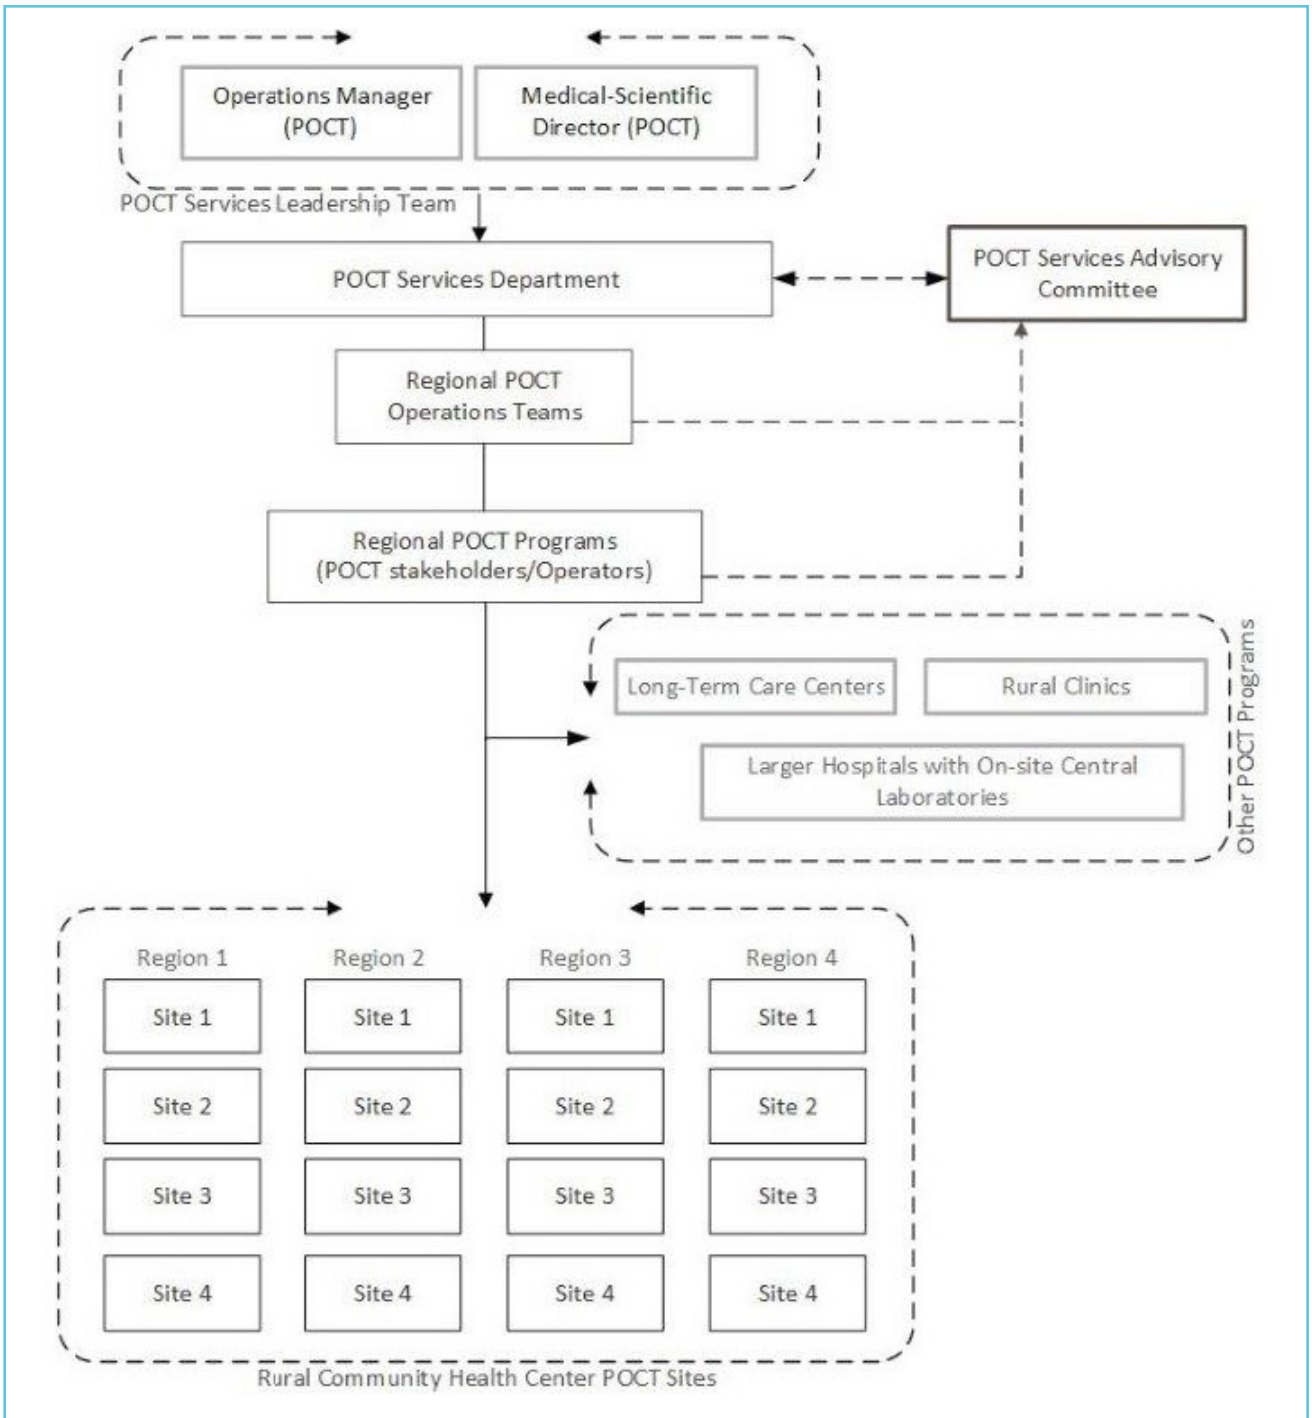 Operations Manager
(POCT)
Medical-Scientific
Director (POCT)
POCT Services Leadership Team
POCT Services Department
POCT Services Advisory
Committee
Regional POCT
Operations Teams
Regional POCT Programs
(POCT stakeholders/Operators)
Long-Term Care Centers
Rural Clinics
Larger Hospitals with On-site Central
Laboratories
Other POCT Programs
Region 1
Region 2
Region 3
Region 4
Site 1
Site 1
Site 1
Site 1
Site 2
Site 2
Site 2
Site 2
Site 3
Site 3
Site 3
Site 3
Site 4
Site 4
Site 4
Site 4
Rural Community Health Center POCT Sites